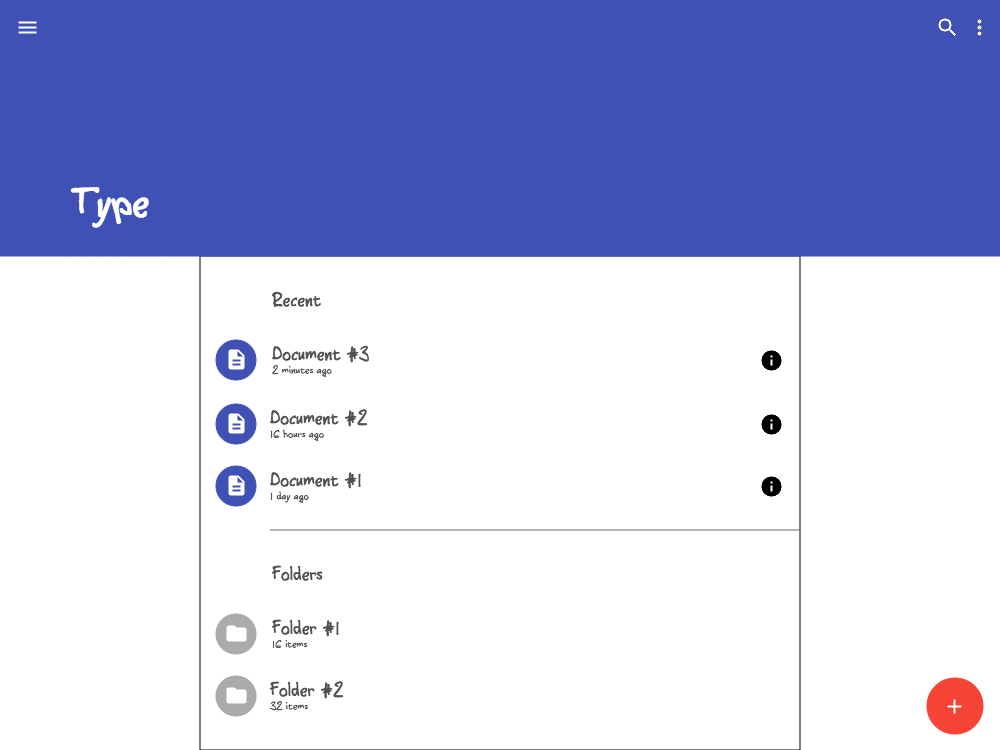 Type
Recent
Document #3
2 minutes ago
Document #2
16 hours ago
Document #1
1 day ago
Folders
Folder #1
16 items
Folder #2
32 items